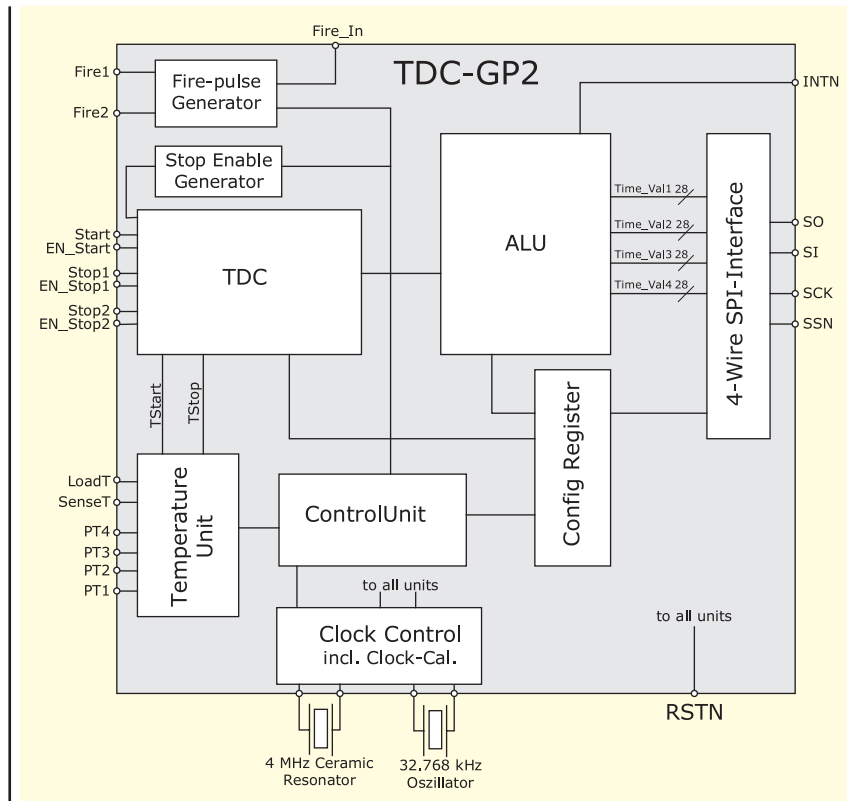 Fire_In
TDC-GP2
Fire1
Fire2
Fire-pulse
Generator
INTN
Stop Enable
Generator
Start
EN_Start
Stop1
EN_Stop1
Stop2
EN_Stop2
TDC
ALU
Time_Val1 28
Time_Val2 28
Time_Val3 28
Time_Val4 28
4-Wire SPI-Interface
SO
SI
SCK
SSN
TStart
TStop
LoadT
SenseT
PT4
PT3
PT2
PT1
Temperature
Unit
ControlUnit
Config Register
to all units
Clock Control
incl. Clock-Cal.
to all units
RSTN
4 MHz Ceramic
Resonator
32.768 kHz
Oszillator